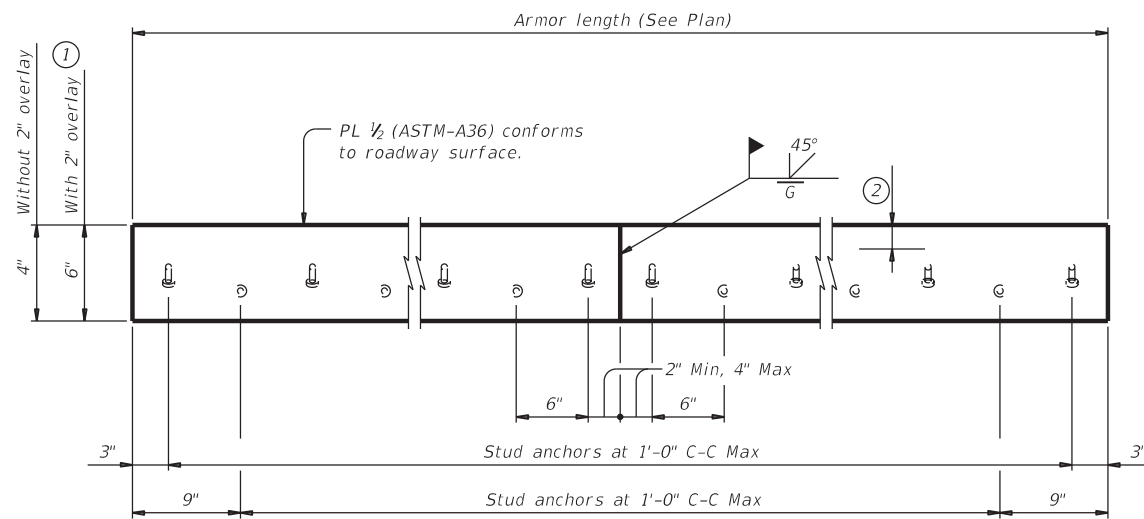 Armor length (See Plan)
Without 2" overlay
1
With 2" overlay
PL ½ (ASTM-A36) conforms
to roadway surface.
45°
G
2
4"
6"
2" Min, 4" Max
6"
6"
3"
Stud anchors at 1'-0" C-C Max
3"
9"
Stud anchors at 1'-0" C-C Max
9"